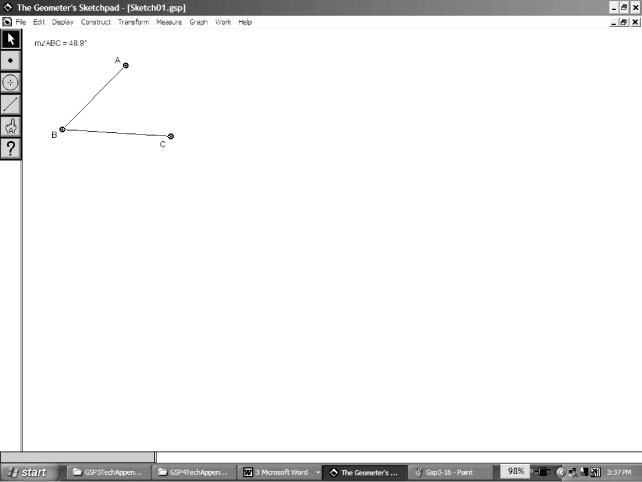 The Geometer's Sketchpad - [Sketch01.gsp]
File Edit Display Construct Transform Measure Graph Work Help
m∠ABC = 48.9°
A
B
C
A
?
start GSP3TechAppen... GSP4TechAppen... 3 Microsoft Word The Geometer's ... Gsp3-16 - Paint 98% 3:37 PM